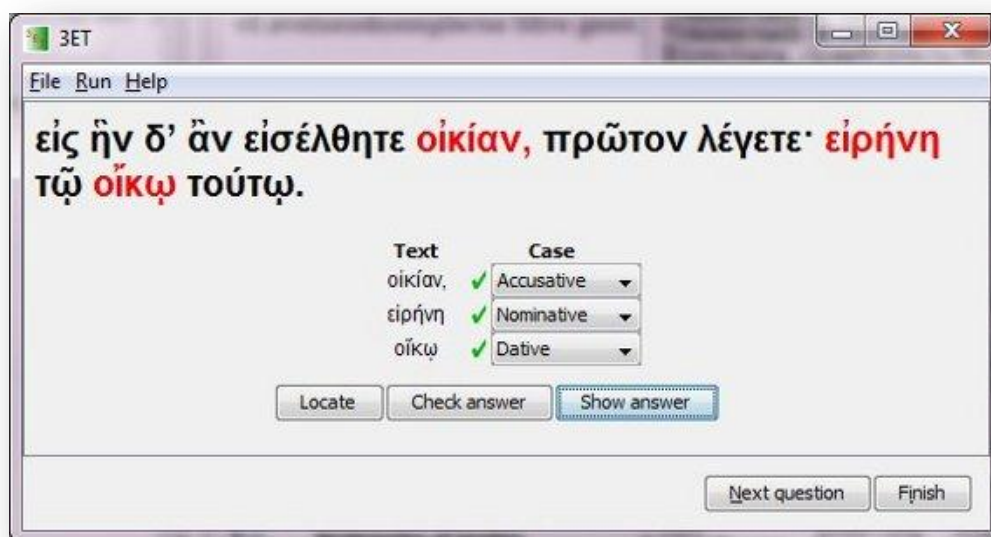 3ET
File Run Help
εἰς ἣν δ’ ἂν εἰσέλθητε οἰκίαν, πρῶτον λέγετε· εἰρήνη
τῷ οἴκῳ τούτῳ.
Text Case
οἰκίαν, Accusative
εἰρήνη Nominative
οἴκῳ Dative
Locate Check answer Show answer
Next question Finish